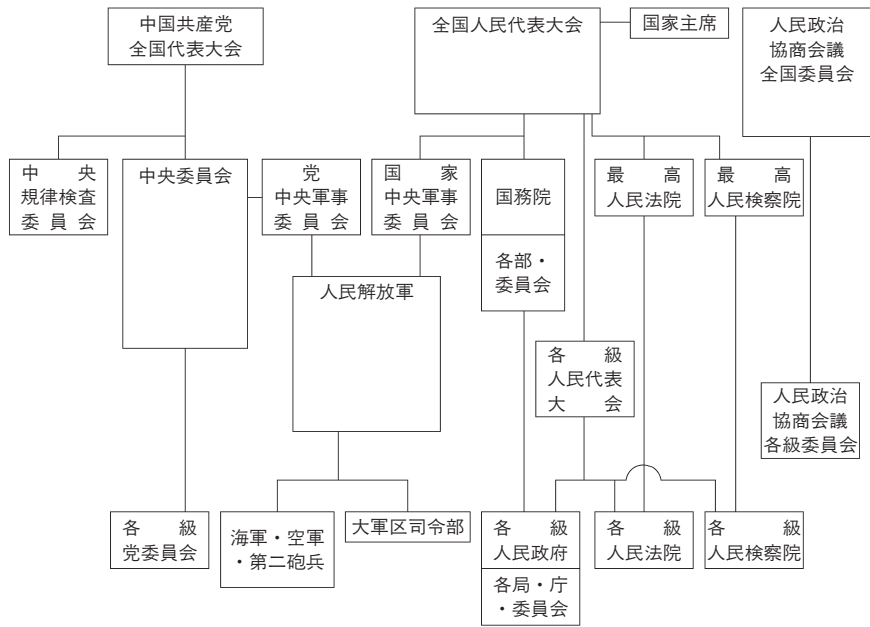 中国共産党
全国代表大会
全国人民代表大会
国家主席
人民政治
協商会議
全国委員会
中央
規律検査
委員会
中央委員会
党
中央軍事
委員会
国家
中央軍事
委員会
国務院
各部・
委員会
最高
人民法院
最高
人民検察院
人民解放軍
各級
人民代表
大会
人民政治
協商会議
各級委員会
各級
党委員会
海軍・空軍
・第二砲兵
大軍区司令部
各級
人民政府
各局・庁
・委員会
各級
人民法院
各級
人民検察院